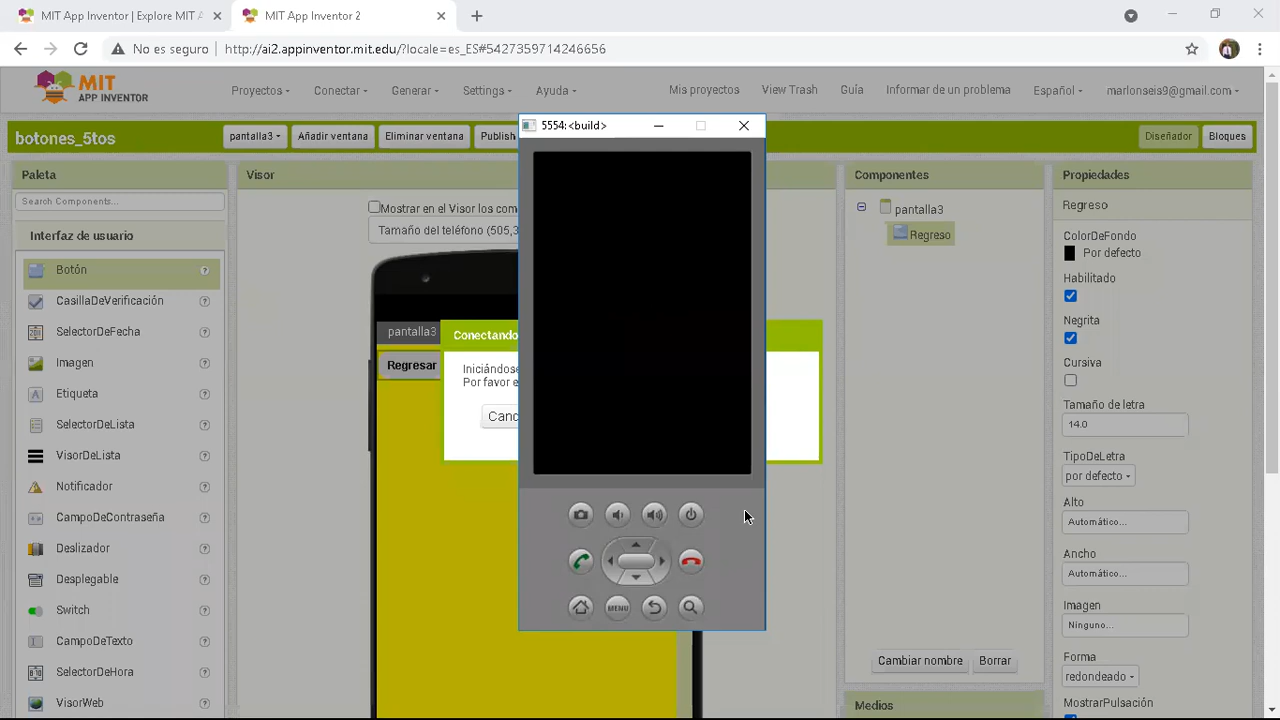 MIT App Inventor | Explore MIT A
MIT App Inventor 2
No es seguro
http://ai2.appinventor.mit.edu/?locale=es_ES#5427359714246656
MIT
APP INVENTOR
Proyectos
Conectar
Generar
Settings
Ayuda
Mis proyectos
View Trash
Guía
Informar de un problema
Español
marlonseis9@gmail.com
botones_5tos
pantalla3
Añadir ventana
Eliminar ventana
Publish
Diseñador
Bloques
5554:<build>
Paleta
Search Components...
Interfaz de usuario
Botón
CasillaDeVerificación
SelectorDeFecha
Imagen
Etiqueta
SelectorDeLista
VisorDeLista
Notificador
CampoDeContraseña
Deslizador
Desplegable
Switch
CampoDeTexto
SelectorDeHora
VisorWeb
Visor
Mostrar en el Visor los com
Tamaño del teléfono (505,3
pantalla3
Regresar
Conectando
Iniciándose
Por favor e
Canc
MENU
Componentes
pantalla3
Regreso
Cambiar nombre
Borrar
Medios
Propiedades
Regreso
ColorDeFondo
Por defecto
Habilitado
Negrita
Cursiva
Tamaño de letra
14.0
TipoDeLetra
por defecto
Alto
Automático...
Ancho
Automático...
Imagen
Ninguno...
Forma
redondeado
MostrarPulsación